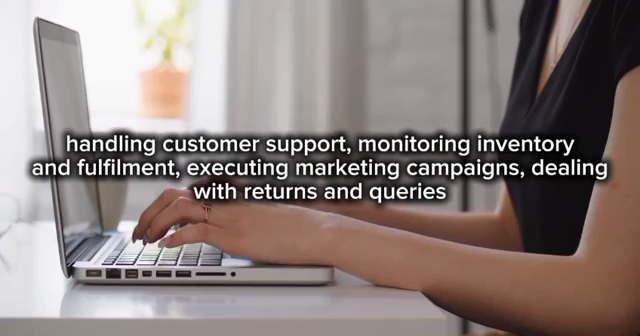 handling customer support, monitoring inventory
and fulfilment, executing marketing campaigns, dealing
with returns and queries